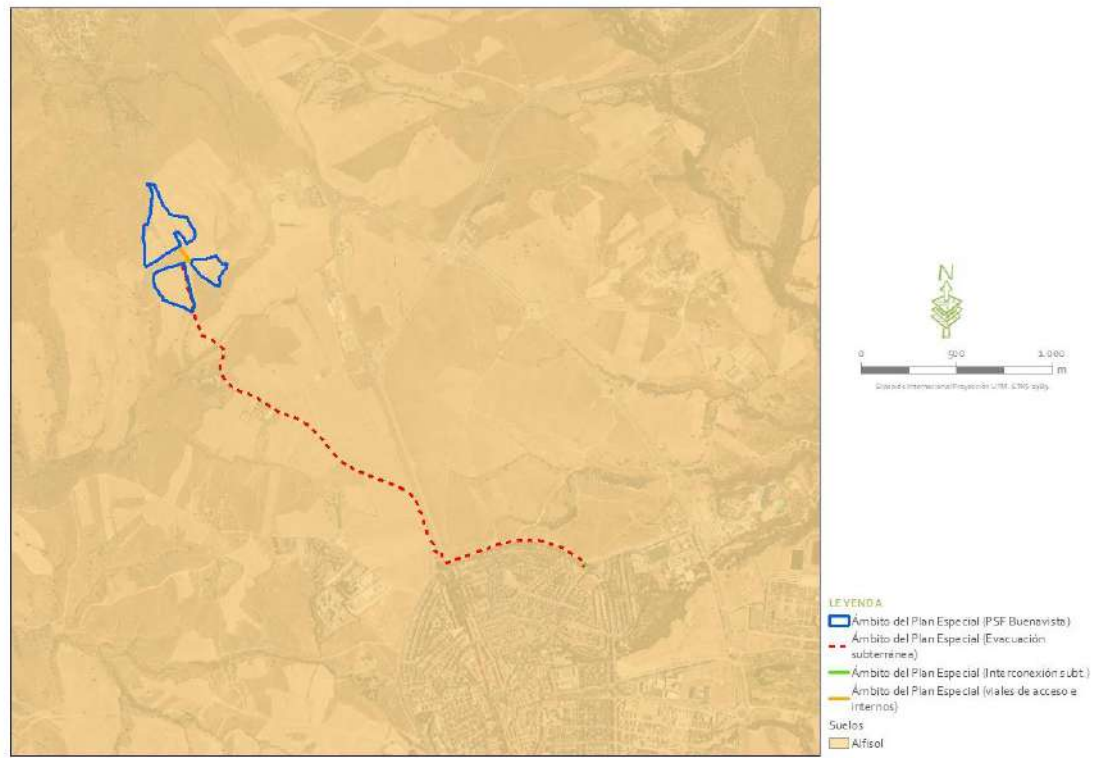 N
0 500 1.000
m
LEYENDA
Ámbito del Plan Especial (PSF Buenavista)
Ámbito del Plan Especial (Evacuación
subterránea)
Ámbito del Plan Especial (Interconexión subt.)
Ámbito del Plan Especial (viales de acceso e
internos)
Suelos
Alfisol